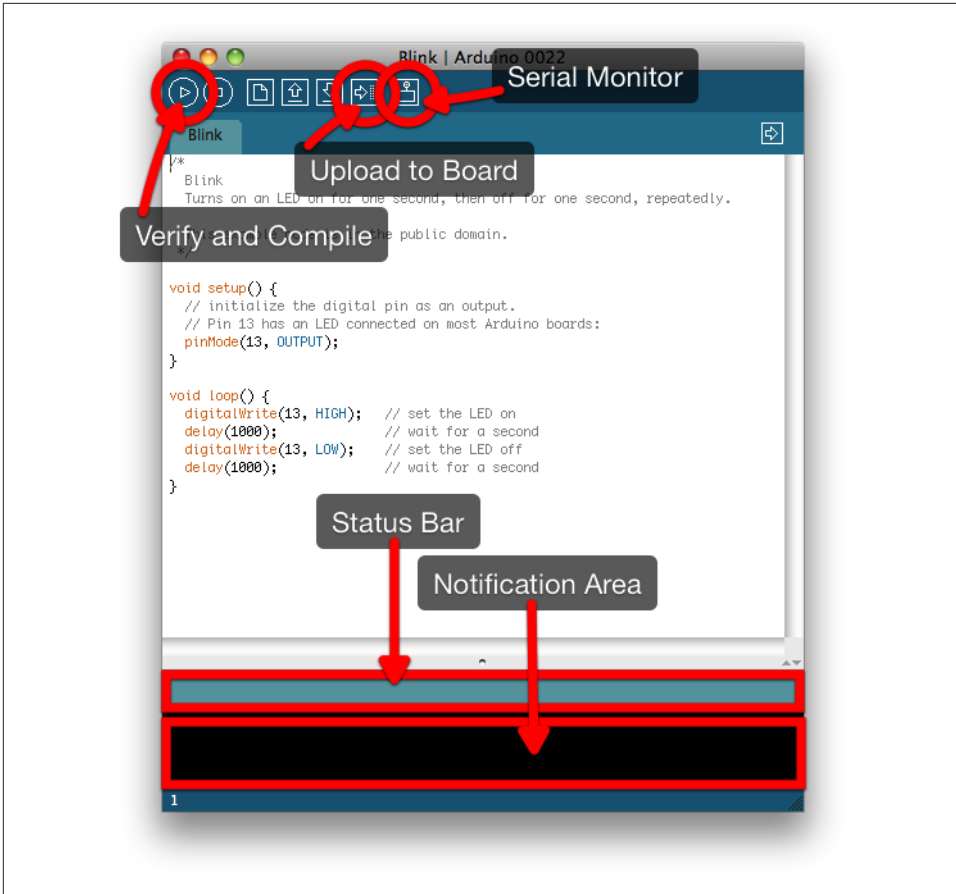 Blink | Arduino 0022
Serial Monitor
Blink
Upload to Board
/*
Blink
Turns on an LED on for one second, then off for one second, repeatedly.
Verify and Compile
the public domain.
*/
void setup() {
// initialize the digital pin as an output.
// Pin 13 has an LED connected on most Arduino boards:
pinMode(13, OUTPUT);
}
void loop() {
digitalWrite(13, HIGH);   // set the LED on
delay(1000);              // wait for a second
digitalWrite(13, LOW);    // set the LED off
delay(1000);              // wait for a second
}
Status Bar
Notification Area
1